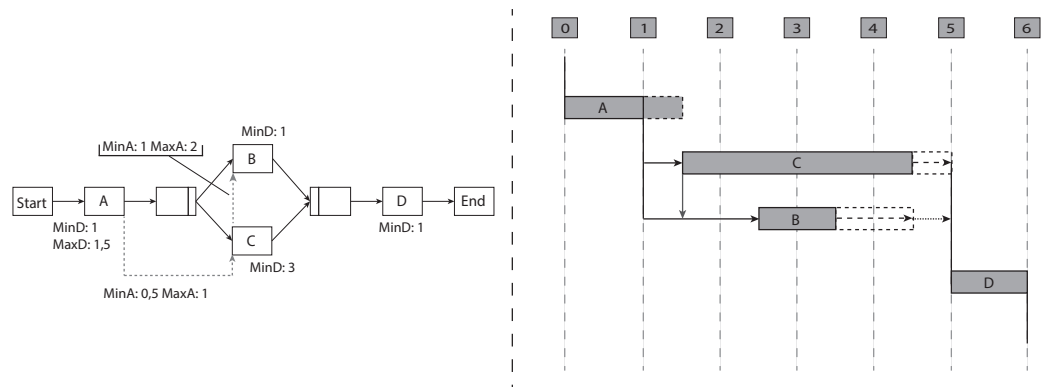 MinD: 1
MinA: 1 MaxA: 2
B
Start
A
D
End
MinD: 1
MaxD: 1,5
MinD: 1
C
MinD: 3
MinA: 0,5 MaxA: 1
0 1 2 3 4 5 6
A
C
B
D